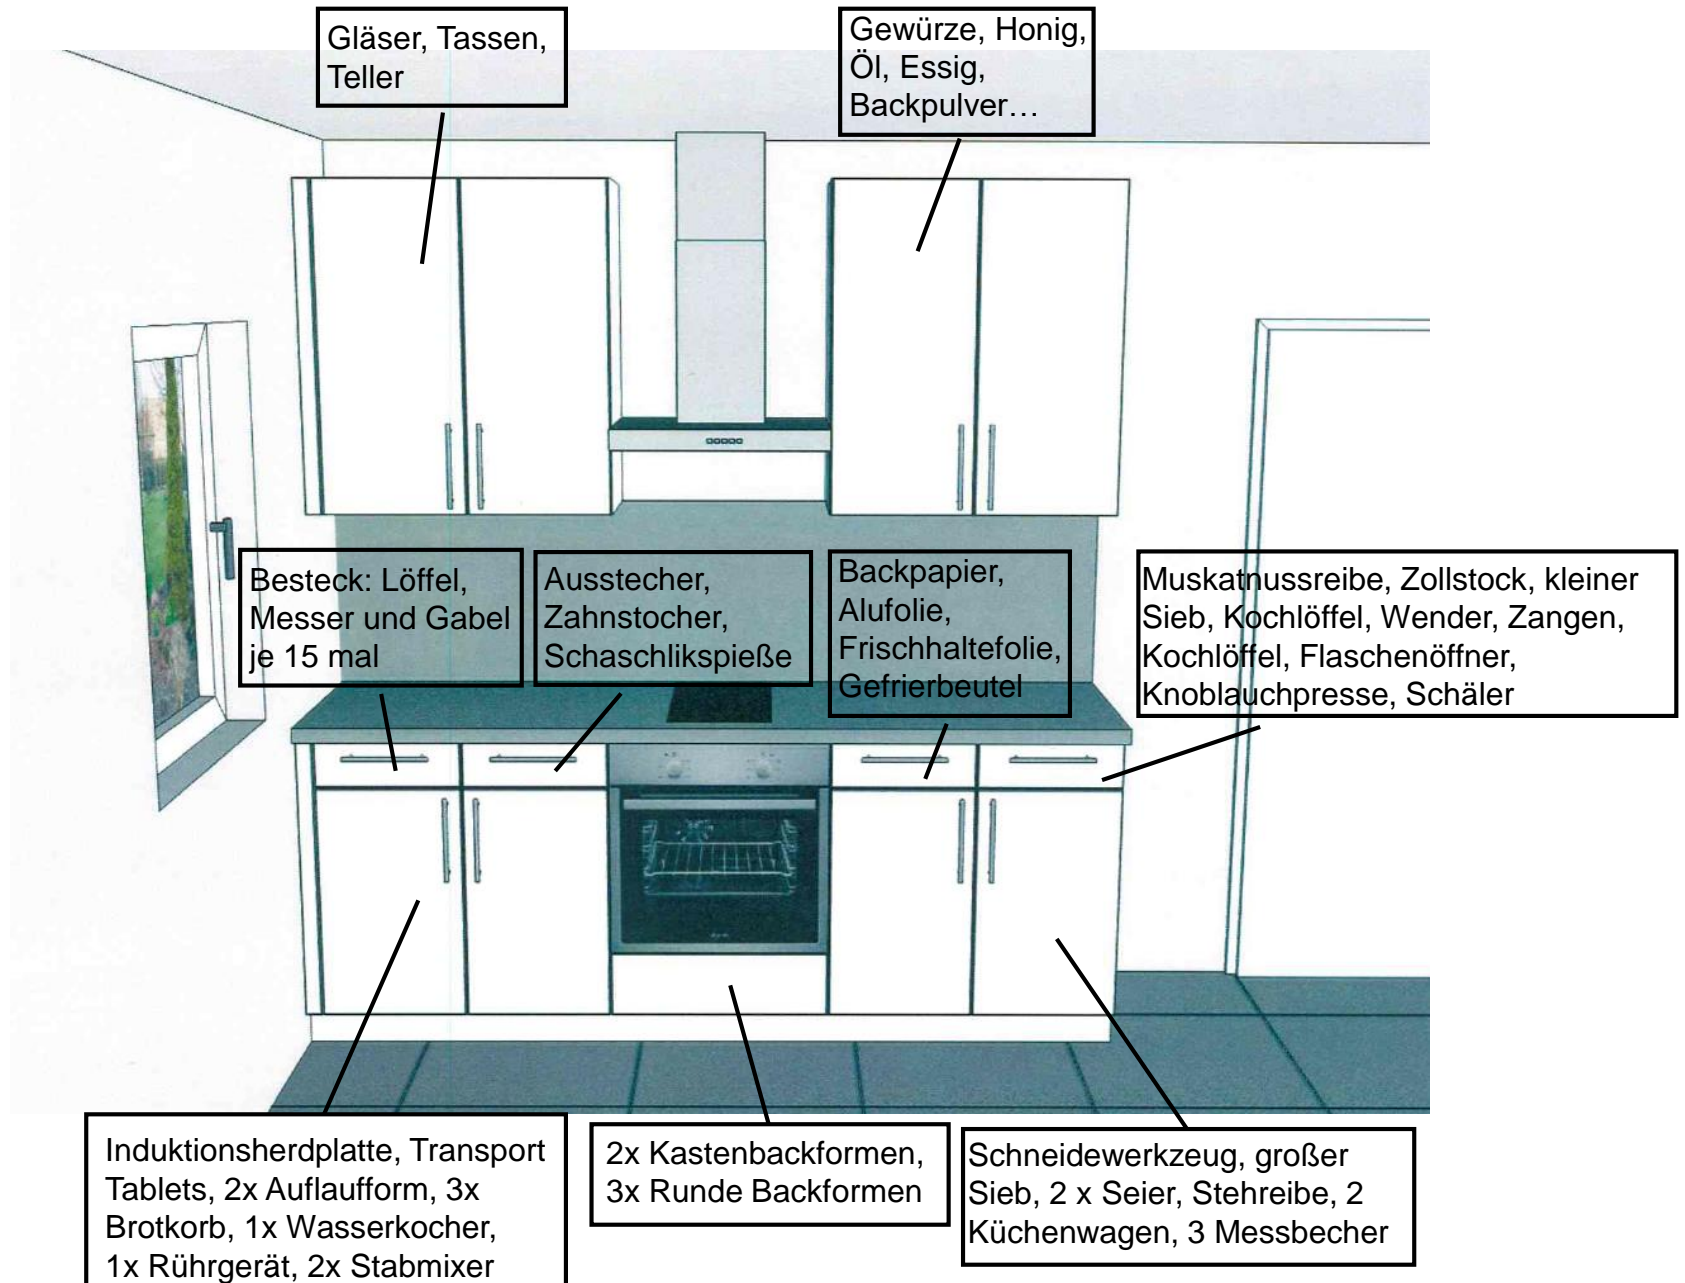 Gläser, Tassen,
Teller
Gewürze, Honig,
Öl, Essig,
Backpulver…
Besteck: Löffel,
Messer und Gabel
je 15 mal
Ausstecher,
Zahnstocher,
Schaschlikspieße
Backpapier,
Alufolie,
Frischhaltefolie,
Gefrierbeutel
Muskatnussreibe, Zollstock, kleiner
Sieb, Kochlöffel, Wender, Zangen,
Kochlöffel, Flaschenöffner,
Knoblauchpresse, Schäler
Induktionsherdplatte, Transport
Tablets, 2x Auflaufform, 3x
Brotkorb, 1x Wasserkocher,
1x Rührgerät, 2x Stabmixer
2x Kastenbackformen,
3x Runde Backformen
Schneidewerkzeug, großer
Sieb, 2 x Seier, Stehreibe, 2
Küchenwagen, 3 Messbecher